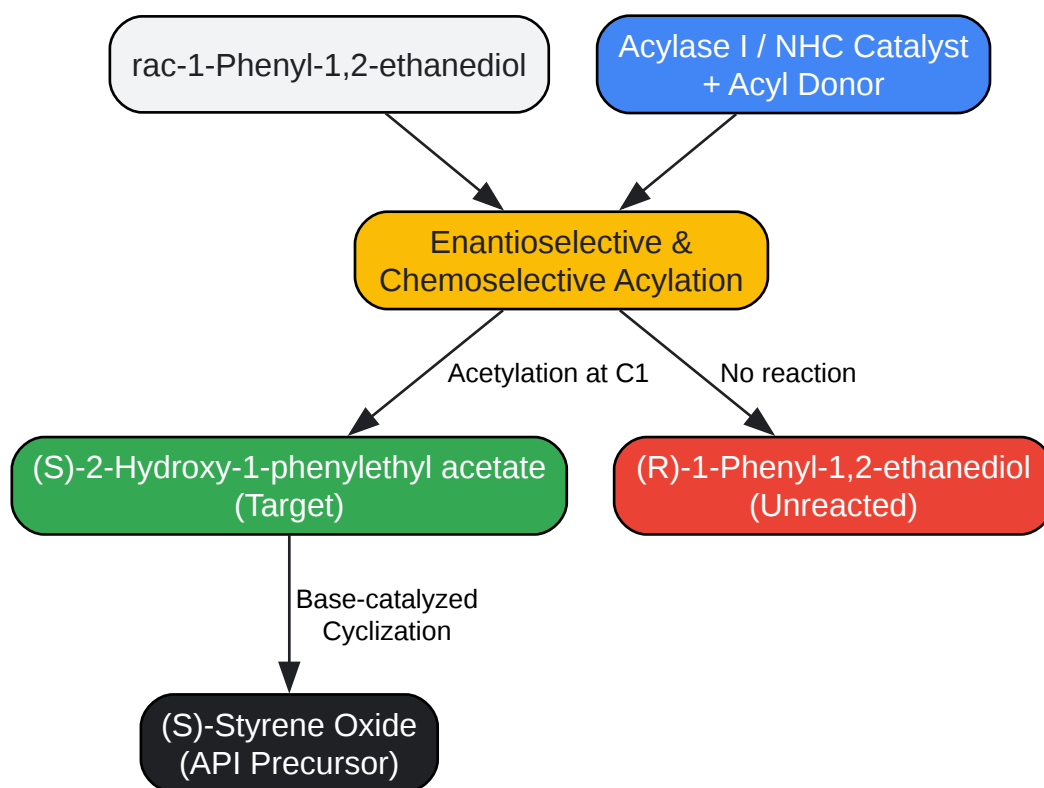 rac-1-Phenyl-1,2-ethanediol
Acylase I / NHC Catalyst
+ Acyl Donor
Enantioselective &
Chemoselective Acylation
Acetylation at C1
No reaction
(S)-2-Hydroxy-1-phenylethyl acetate
(Target)
(R)-1-Phenyl-1,2-ethanediol
(Unreacted)
Base-catalyzed
Cyclization
(S)-Styrene Oxide
(API Precursor)